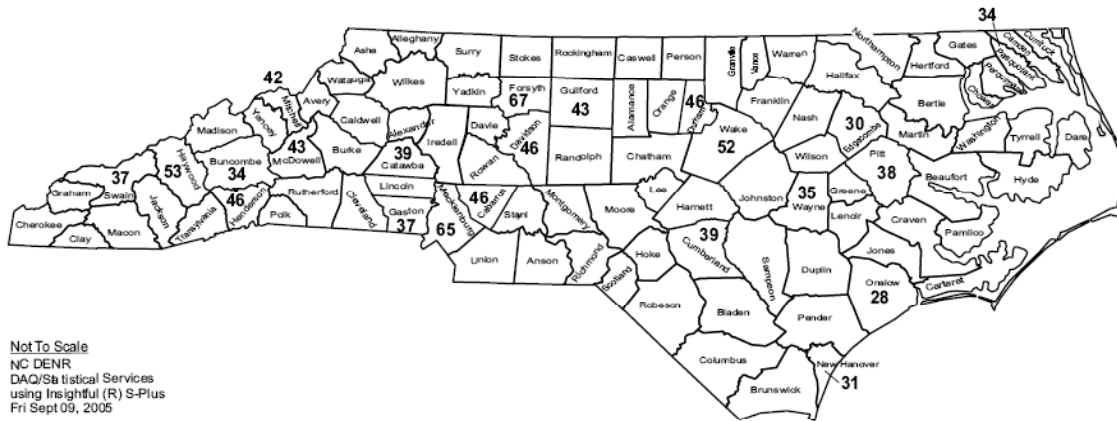 34
Ashe
Alleghany
Surry
Stokes
Rockingham
Caswell
Person
Granville
Vance
Warren
Northampton
Gates
Hertford
Camden
Currituck
Pasquotank
Perquimans
Chowan
Halifax
Bertie
Watauga
Wilkes
Yadkin
Forsyth
67
Guilford
43
Alamance
Orange
46
Durham
Franklin
Nash
42
Mitchell
Avery
Yancey
Caldwell
Alexander
Iredell
Davie
Davidson
46
Wake
52
30
Edgecombe
Martin
Washington
Tyrrell
Dare
Madison
43
McDowell
Burke
39
Catawba
Rowan
Randolph
Chatham
Wilson
Pitt
38
Beaufort
Hyde
Haywood
53
Buncombe
34
37
Swain
Graham
Jackson
46
Henderson
Transylvania
Rutherford
Polk
Cleveland
Lincoln
Gaston
37
Mecklenburg
65
46
Cabarrus
Stanl
Montgomery
Moore
Lee
Harnett
Johnston
35
Wayne
Greene
Lenoir
Craven
Pamlico
Cherokee
Clay
Macon
Union
Anson
Richmond
Scotland
Hoke
39
Cumberland
Sampson
Duplin
Jones
Onslow
28
Carteret
Robeson
Bladen
Pender
Columbus
Brunswick
New Hanover
31
Not To Scale
NC DENR
DAQ/Statistical Services
using Insightful (R) S-Plus
Fri Sept 09, 2005